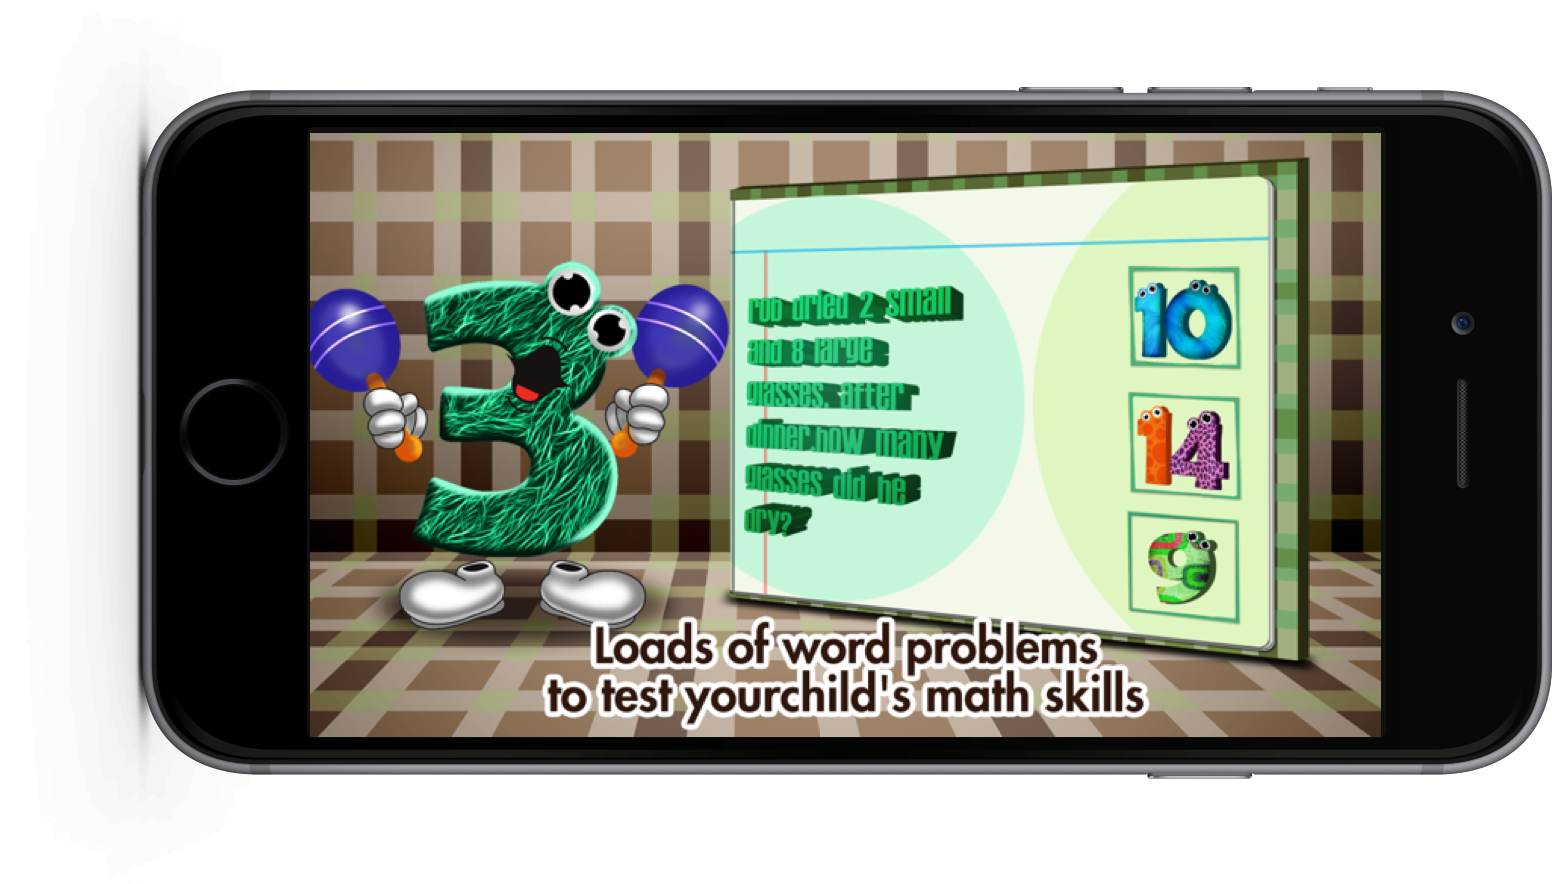 rob dried 2 small
and 8 large
glasses. after
dinner.how many
glasses did he
dry?
10
14
9
Loads of word problems
to test yourchild's math skills